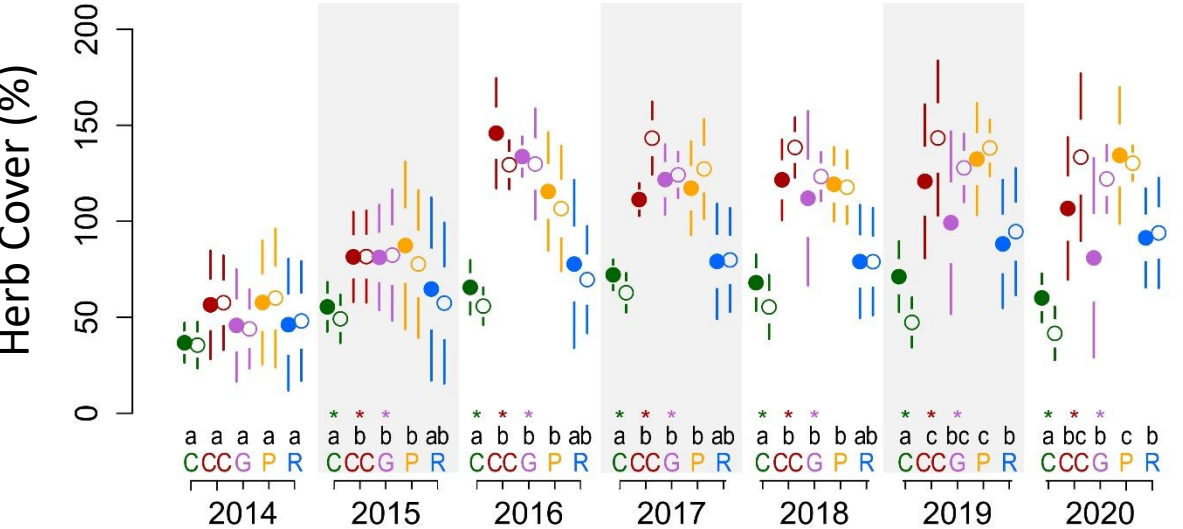 Herb Cover (%)
200
150
100
50
0
* * * * * * * * * * * * * * * * * *
a a a a a a b b b ab a b b b ab a b b b ab a b b b ab a c bc c b a bc b c b
C CC G P R C CC G P R C CC G P R C CC G P R C CC G P R C CC G P R C CC G P R
2014 2015 2016 2017 2018 2019 2020